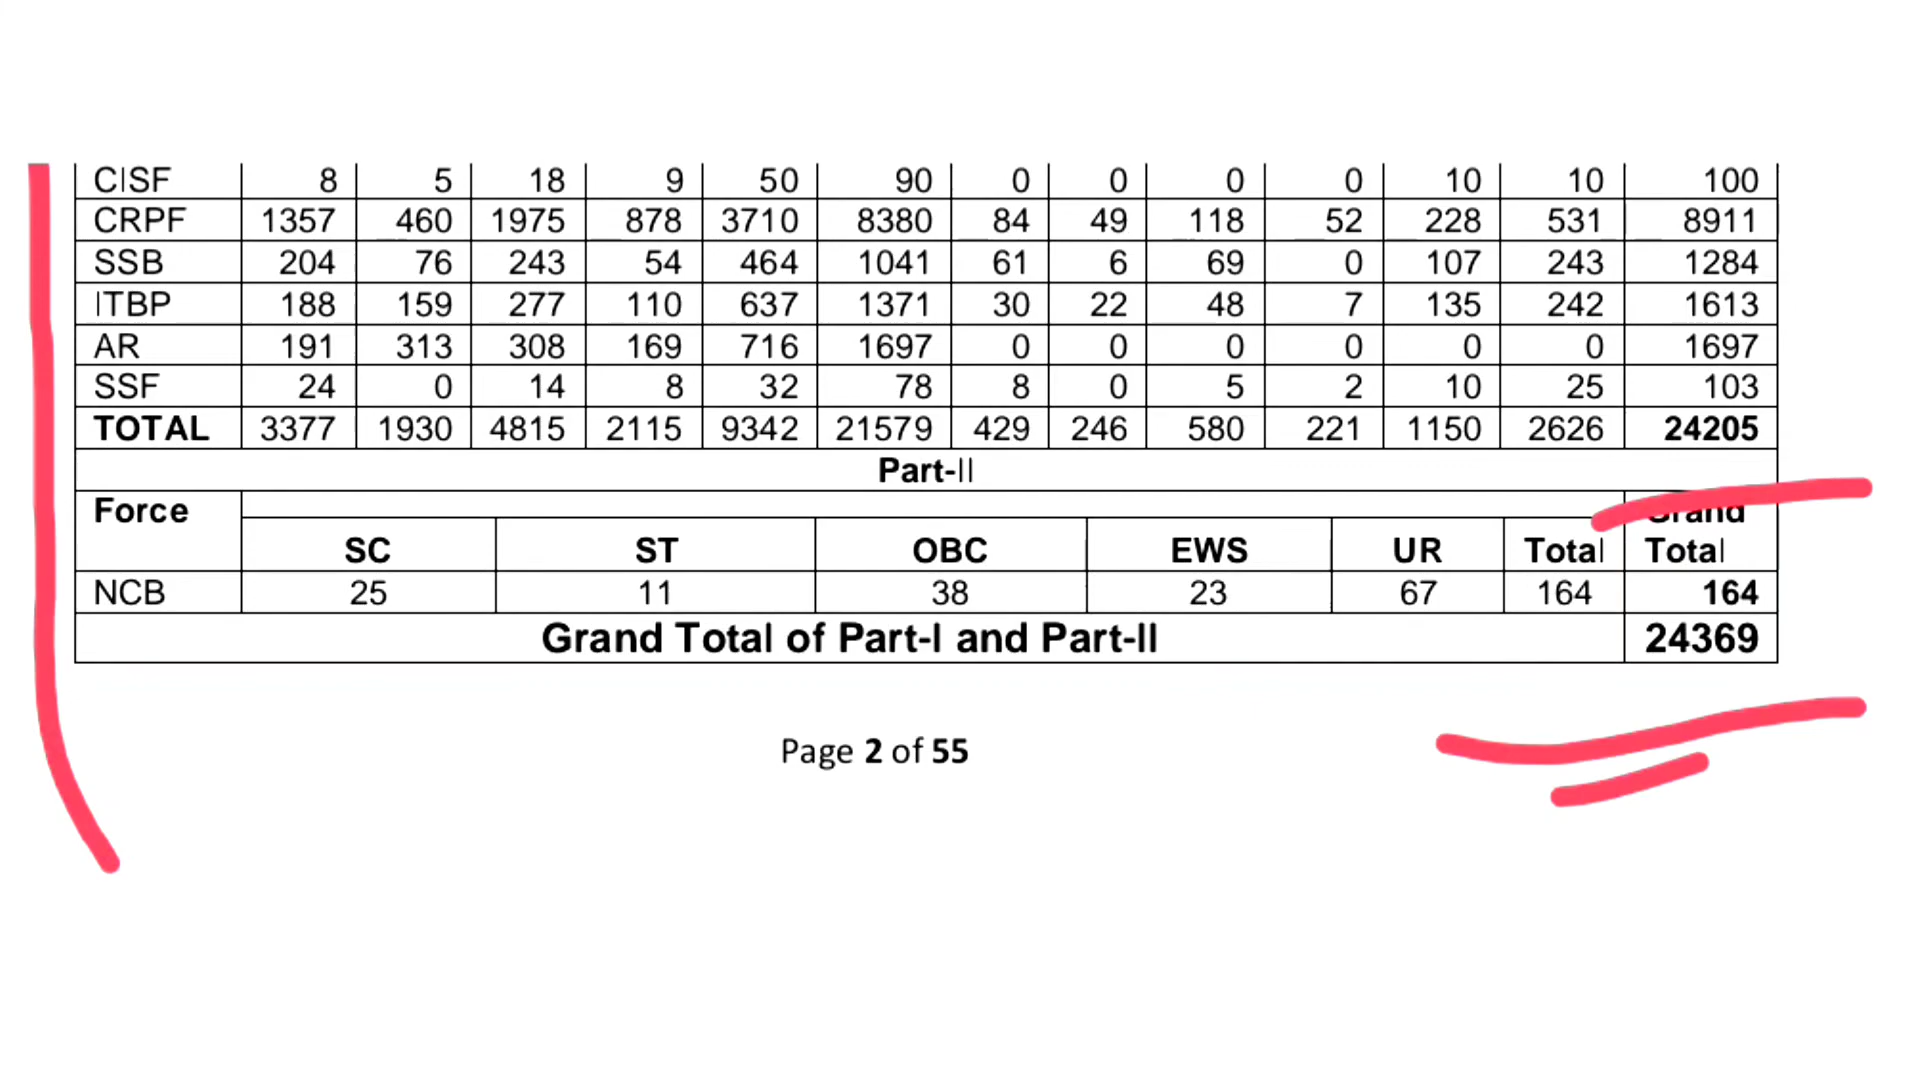 CISF 8 5 18 9 50 90 0 0 0 0 10 10 100
CRPF 1357 460 1975 878 3710 8380 84 49 118 52 228 531 8911
SSB 204 76 243 54 464 1041 61 6 69 0 107 243 1284
ITBP 188 159 277 110 637 1371 30 22 48 7 135 242 1613
AR 191 313 308 169 716 1697 0 0 0 0 0 0 1697
SSF 24 0 14 8 32 78 8 0 5 2 10 25 103
TOTAL 3377 1930 4815 2115 9342 21579 429 246 580 221 1150 2626 24205
Part-II
Force Grand
SC ST OBC EWS UR Total Total
NCB 25 11 38 23 67 164 164
Grand Total of Part-I and Part-II 24369
Page 2 of 55